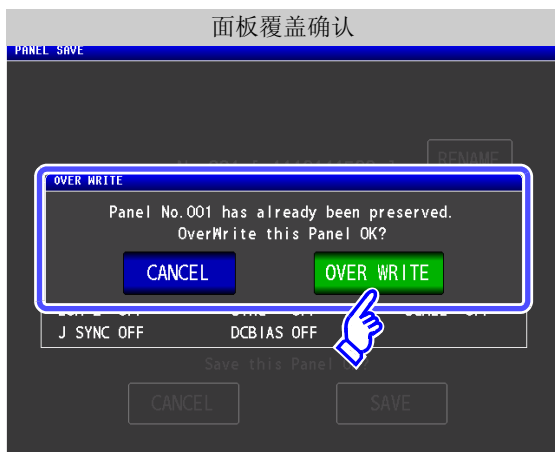 面板覆盖确认
PANEL SAVE
RENAME
OVER WRITE
Panel No.001 has already been preserved.
OverWrite this Panel OK?
CANCEL OVER WRITE
J SYNC OFF DCBIAS OFF
Save this Panel
CANCEL SAVE